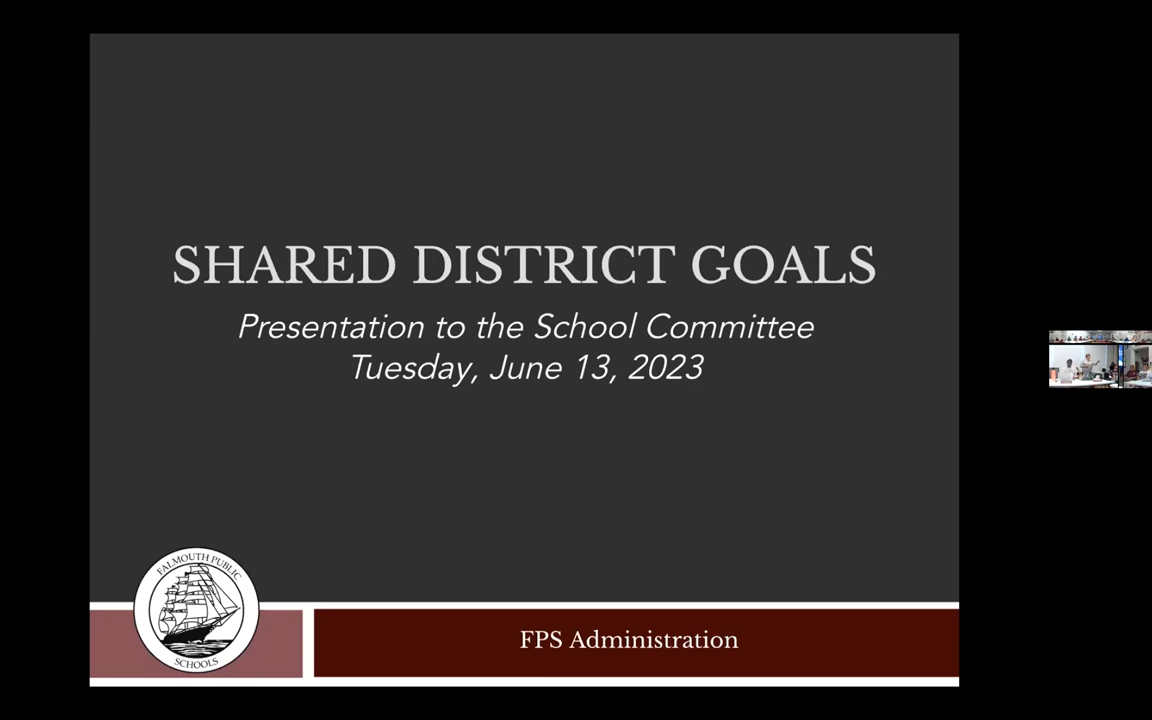 SHARED DISTRICT GOALS
Presentation to the School Committee
Tuesday, June 13, 2023
FALMOUTH PUBLIC
SCHOOLS
FPS Administration